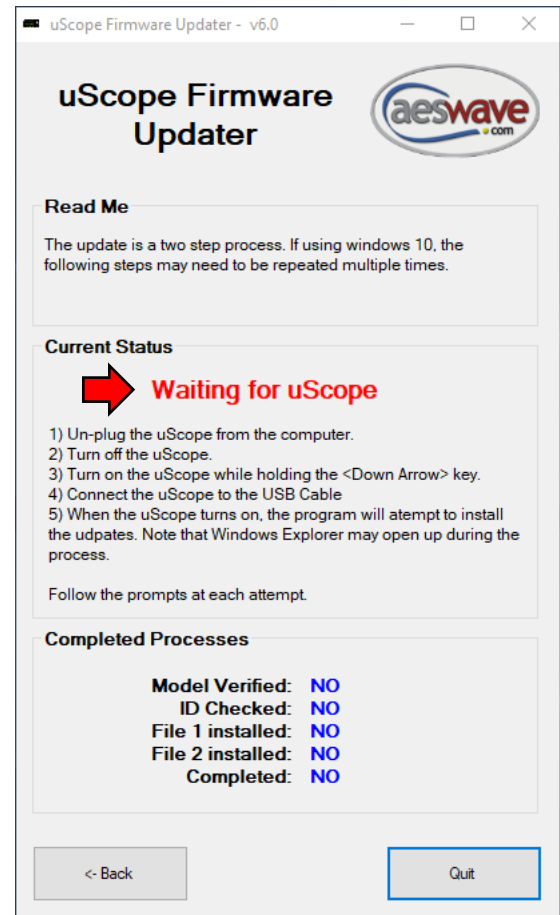 uScope Firmware Updater - v6.0
uScope Firmware
Updater
aeswave
.com
Read Me
The update is a two step process. If using windows 10, the
following steps may need to be repeated multiple times.
Current Status
Waiting for uScope
1) Un-plug the uScope from the computer.
2) Turn off the uScope.
3) Turn on the uScope while holding the <Down Arrow> key.
4) Connect the uScope to the USB Cable
5) When the uScope turns on, the program will atempt to install
the udpates. Note that Windows Explorer may open up during the
process.
Follow the prompts at each attempt.
Completed Processes
Model Verified: NO
ID Checked: NO
File 1 installed: NO
File 2 installed: NO
Completed: NO
<- Back
Quit